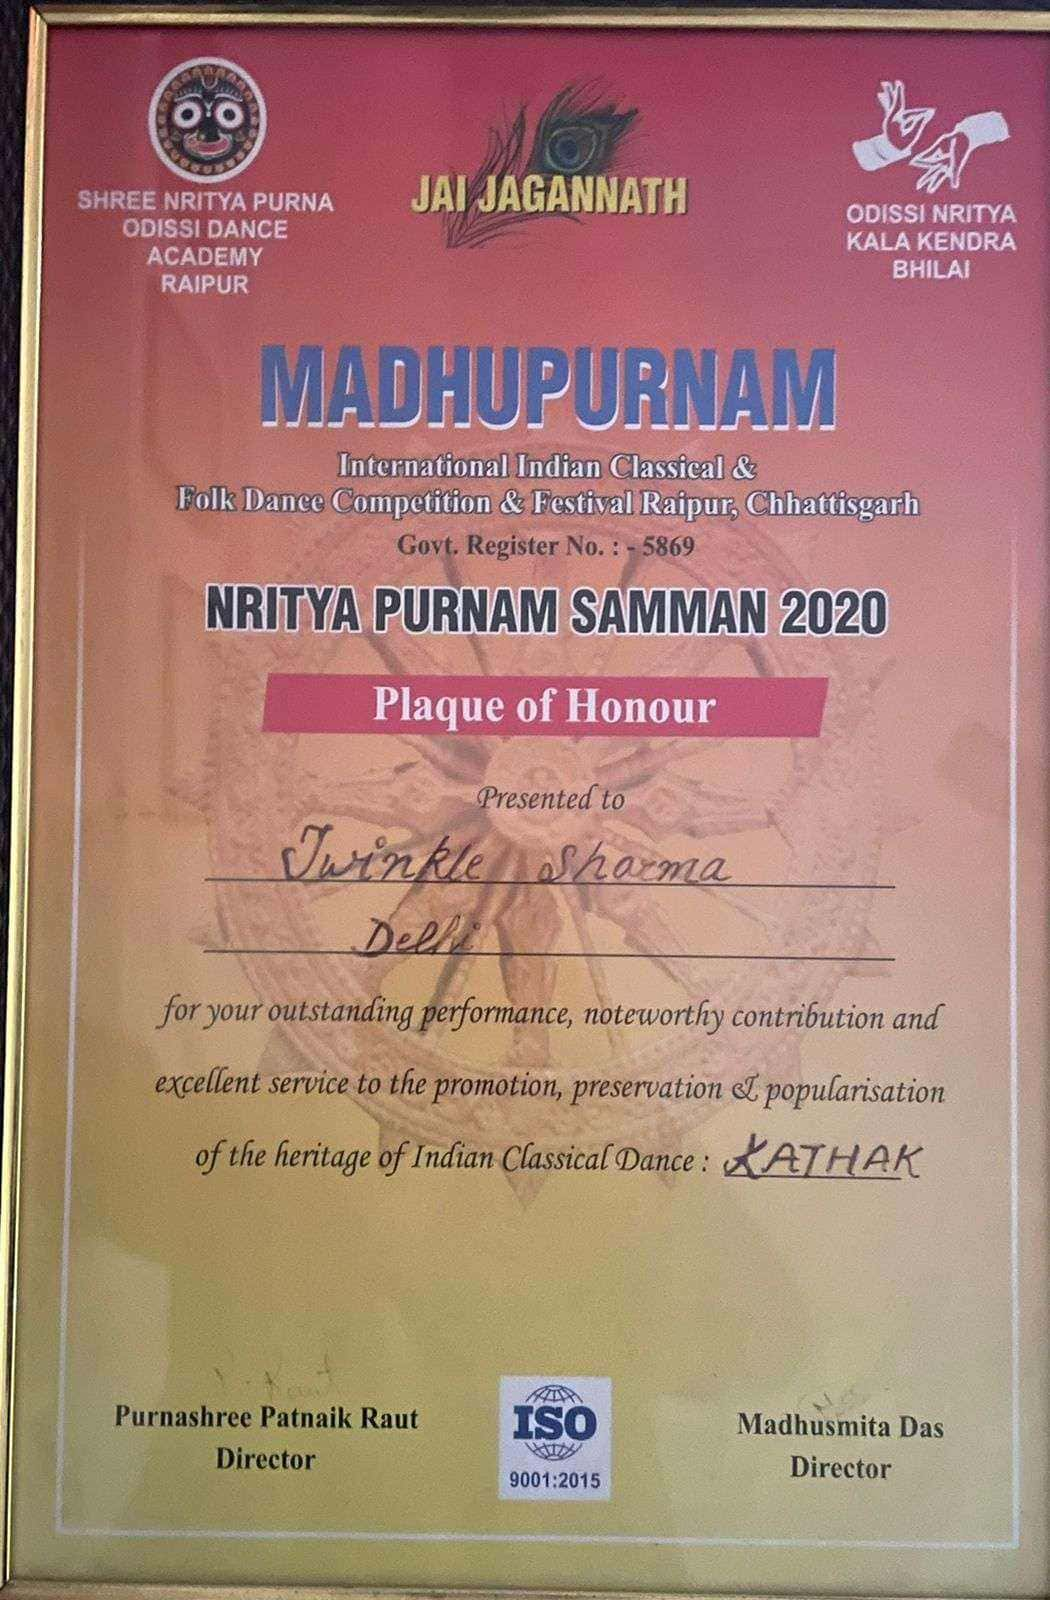 SHREE NRITYA PURNA
ODISSI DANCE
ACADEMY
RAIPUR
JAI JAGANNATH
ODISSI NRITYA
KALA KENDRA
BHILAI
MADHUPURNAM
International Indian Classical &
Folk Dance Competition & Festival Raipur, Chhattisgarh
Govt. Register No. : - 5869
NRITYA PURNAM SAMMAN 2020
Plaque of Honour
Presented to
Twinkle Sharma
Delhi
for your outstanding performance, noteworthy contribution and
excellent service to the promotion, preservation & popularisation
of the heritage of Indian Classical Dance : KATHAK
Purnashree Patnaik Raut
Director
ISO
9001:2015
Madhusmita Das
Director